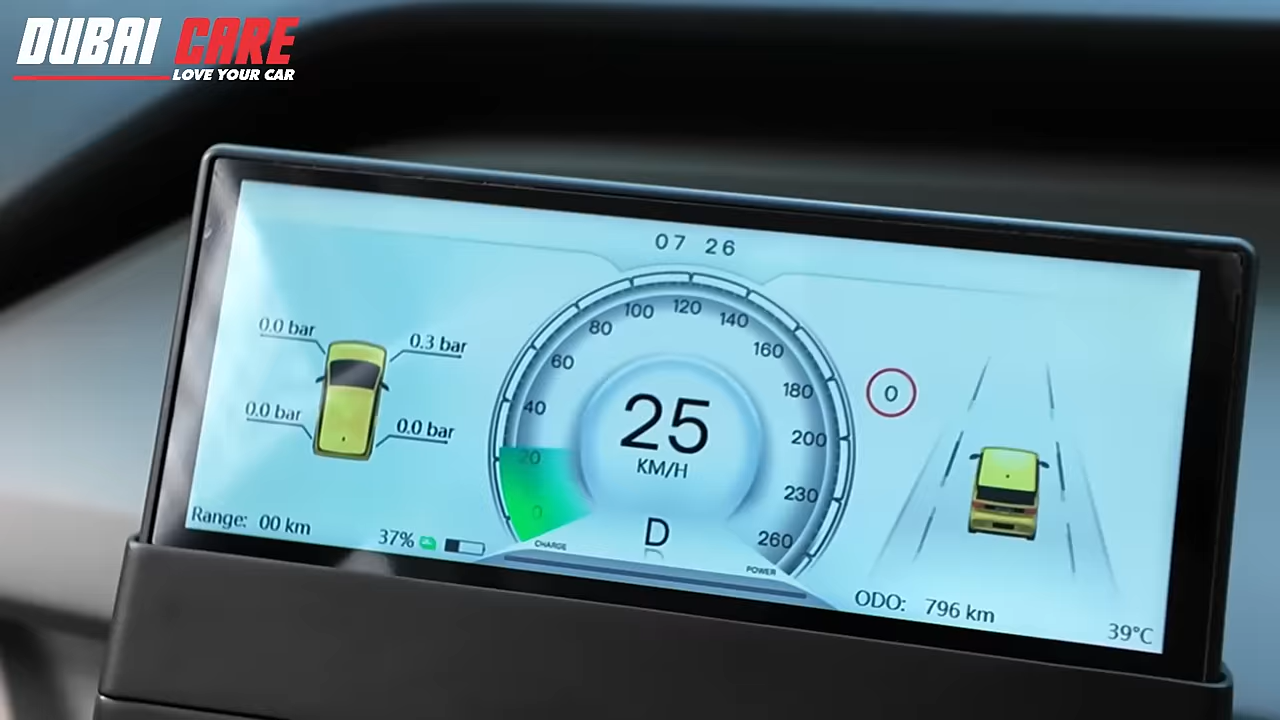 DUBAI CARE
LOVE YOUR CAR
07 26
0.0 bar
0.3 bar
0.0 bar
0.0 bar
0
20
40
60
80
100
120
140
160
180
200
230
260
25
KM/H
D
CHARGE
POWER
0
Range: 00 km
37%
ODO: 796 km
39°C